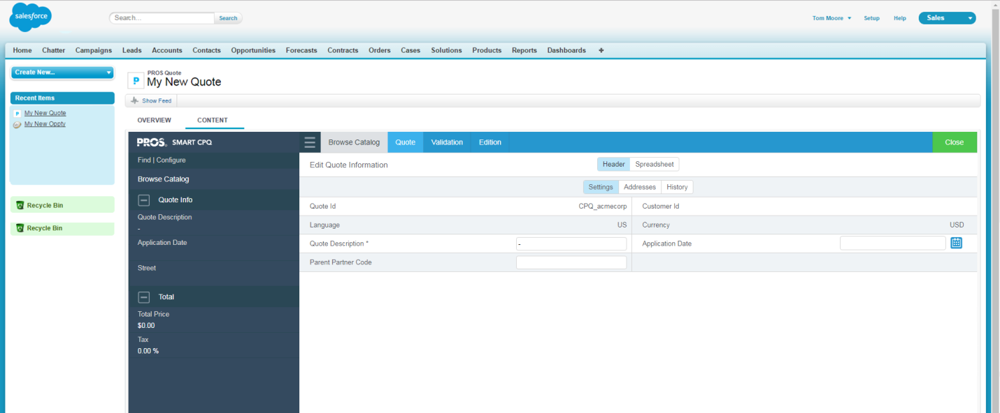 salesforce
Search...
Search
Tom Moore
Setup
Help
Sales
Home Chatter Campaigns Leads Accounts Contacts Opportunities Forecasts Contracts Orders Cases Solutions Products Reports Dashboards +
Create New...
Recent Items
P My New Quote
My New Oppty
Recycle Bin
Recycle Bin
P
PROS Quote
My New Quote
Show Feed
OVERVIEW CONTENT
PROS. SMART CPQ
Find | Configure
Browse Catalog
Quote Info
Quote Description
-
Application Date
Street
Total
Total Price
$0.00
Tax
0.00 %
Browse Catalog Quote Validation Edition Close
Edit Quote Information
Header Spreadsheet
Settings Addresses History
Quote Id CPQ_acmecorp Customer Id
Language US Currency USD
Quote Description * - Application Date
Parent Partner Code